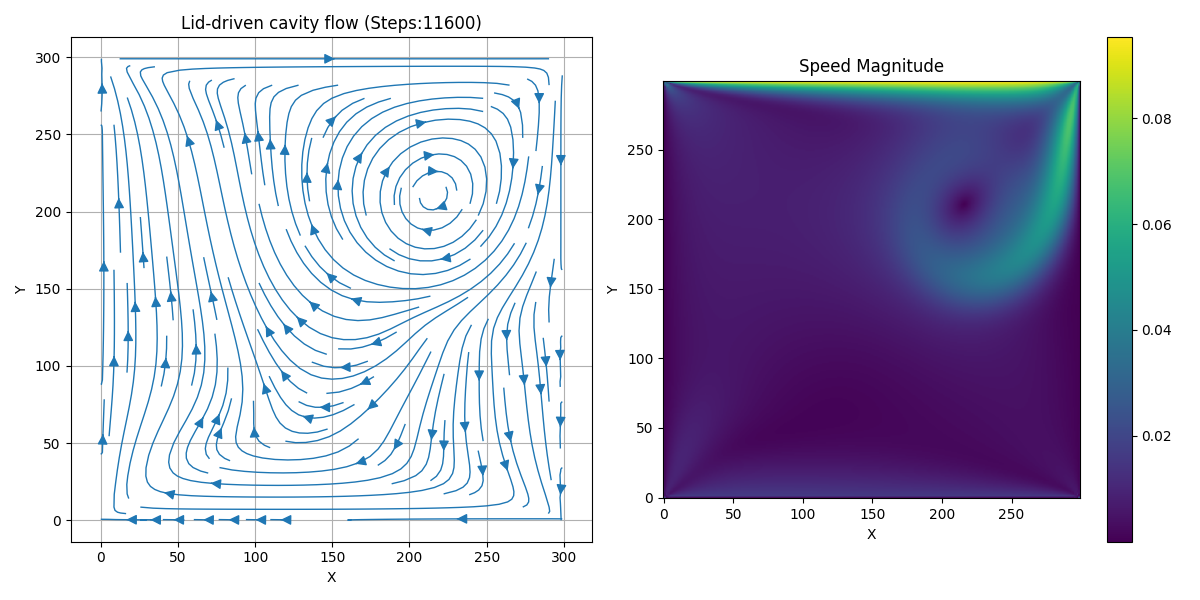 Lid-driven cavity flow (Steps:11600)
300
250
200
150
100
50
0
0 50 100 150 200 250 300
X
Y
Speed Magnitude
250
200
150
100
50
0
0 50 100 150 200 250
X
Y
0.08
0.06
0.04
0.02